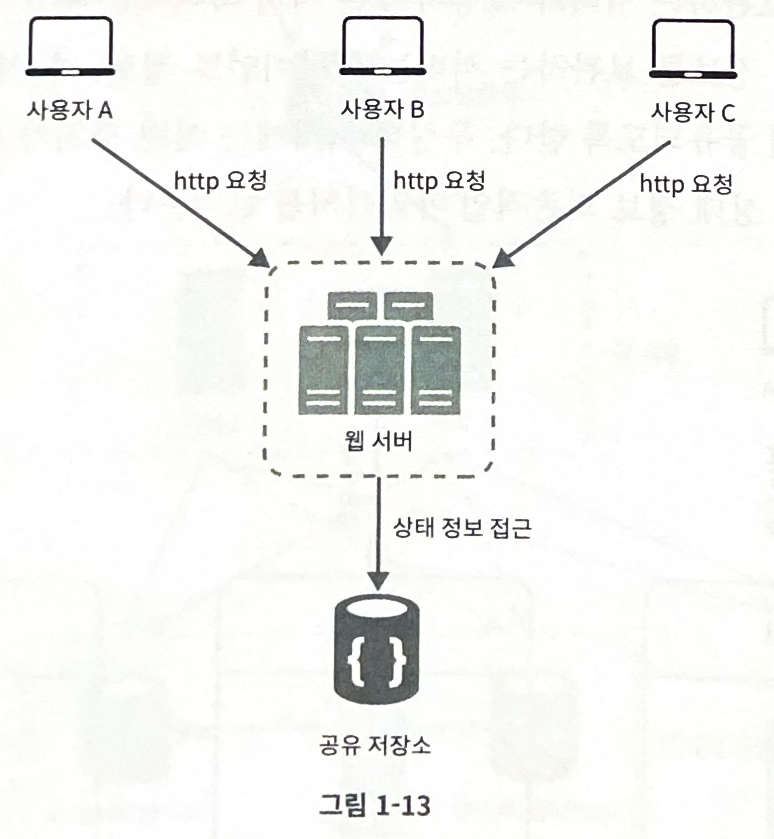 사용자 A
사용자 B
사용자 C
http 요청
http 요청
http 요청
웹 서버
상태 정보 접근
{ }
공유 저장소
그림 1-13